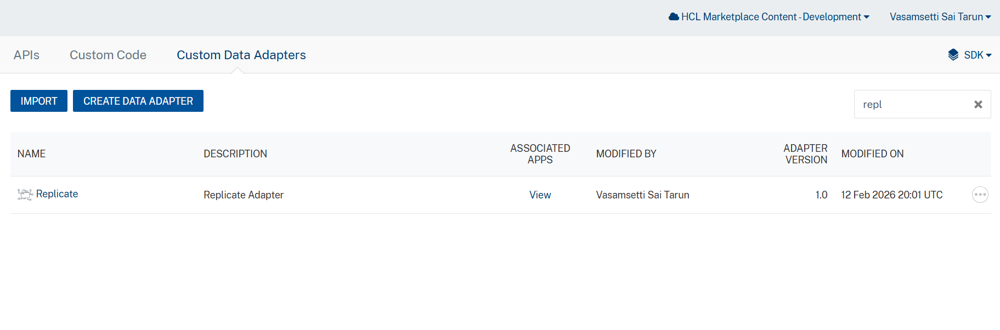 HCL Marketplace Content - Development
Vasamsetti Sai Tarun
APIs
Custom Code
Custom Data Adapters
SDK
IMPORT
CREATE DATA ADAPTER
repl
NAME
DESCRIPTION
ASSOCIATED
APPS
MODIFIED BY
ADAPTER
VERSION
MODIFIED ON
Replicate
Replicate Adapter
View
Vasamsetti Sai Tarun
1.0
12 Feb 2026 20:01 UTC